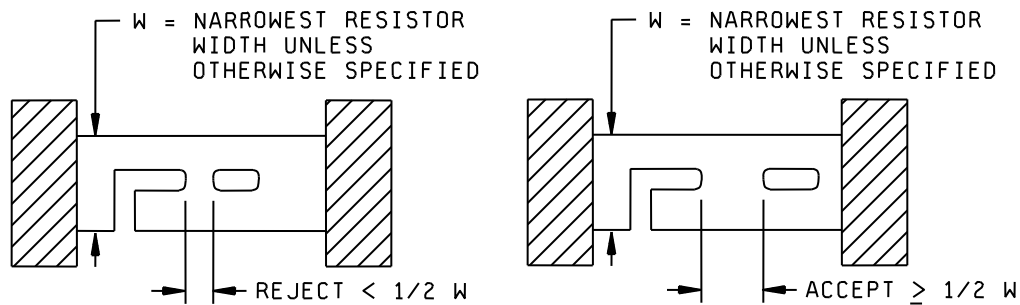 W = NARROWEST RESISTOR
WIDTH UNLESS
OTHERWISE SPECIFIED
REJECT < 1/2 W
W = NARROWEST RESISTOR
WIDTH UNLESS
OTHERWISE SPECIFIED
ACCEPT ≥ 1/2 W